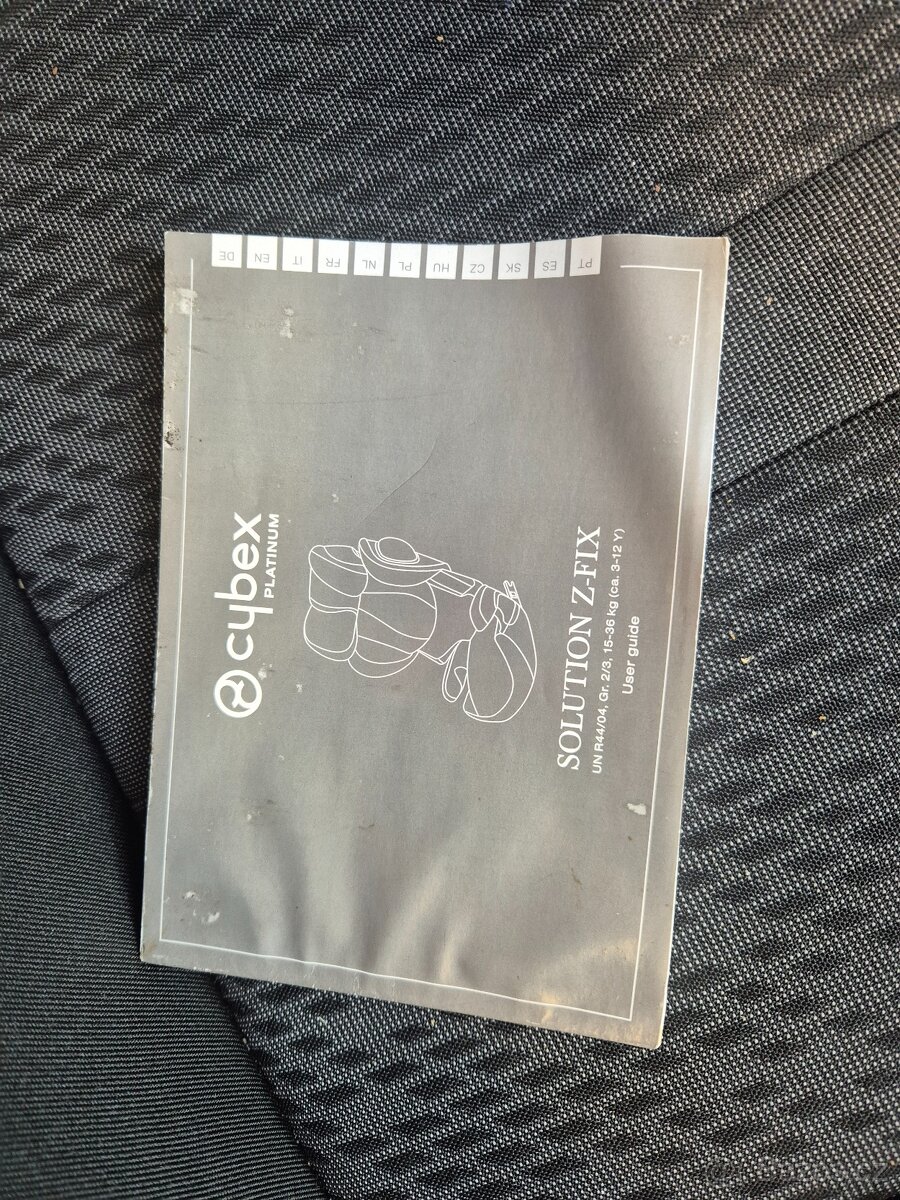 cybex
PLATINUM
SOLUTION Z-FIX
UN R44/04, Gr. 2/3, 15-36 kg (ca. 3-12 Y)
User guide
DE
EN
IT
FR
NL
PL
HU
CZ
SK
ES
PT